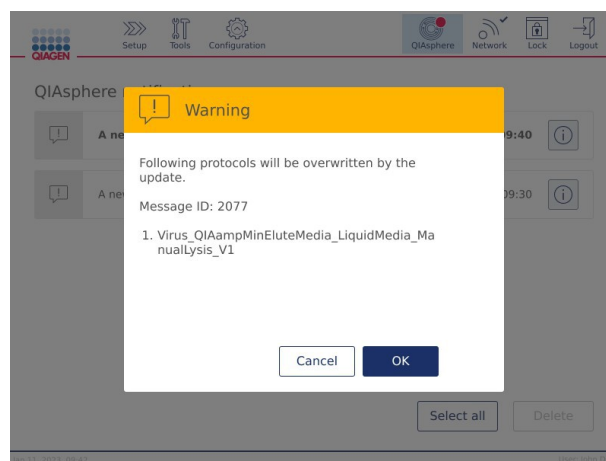 Setup
Tools
Configuration
QIAsphere
Network
Lock
Logout
QIAGEN
QIAsphere
! Warning
A ne
09:40
Following protocols will be overwritten by the
update.
A ne
09:30
Message ID: 2077
1. Virus_QIAampMinEluteMedia_LiquidMedia_Ma
nualLysis_V1
Cancel
OK
Select all
Delete